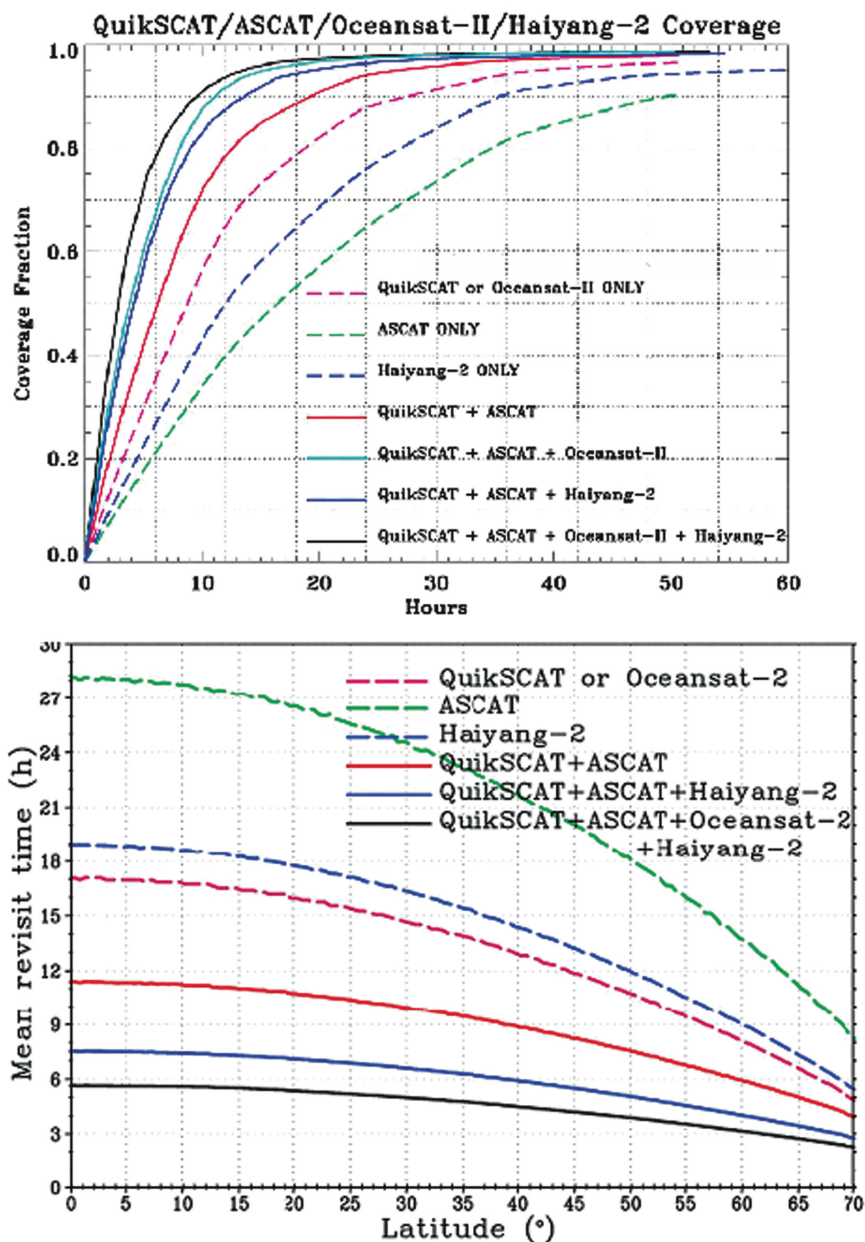 QuikSCAT/ASCAT/Oceansat-II/Haiyang-2 Coverage
1.0
0.8
0.6
0.4
0.2
0.0
Coverage Fraction
QuikSCAT or Oceansat-II ONLY
ASCAT ONLY
Haiyang-2 ONLY
QuikSCAT + ASCAT
QuikSCAT + ASCAT + Oceansat-II
QuikSCAT + ASCAT + Haiyang-2
QuikSCAT + ASCAT + Oceansat-II + Haiyang-2
0 10 20 30 40 50 60
Hours
30
27
24
21
18
15
12
9
6
3
0
Mean revisit time (h)
QuikSCAT or Oceansat-2
ASCAT
Haiyang-2
QuikSCAT+ASCAT
QuikSCAT+ASCAT+Haiyang-2
QuikSCAT+ASCAT+Oceansat-2
+Haiyang-2
0 5 10 15 20 25 30 35 40 45 50 55 60 65 70
Latitude (°)